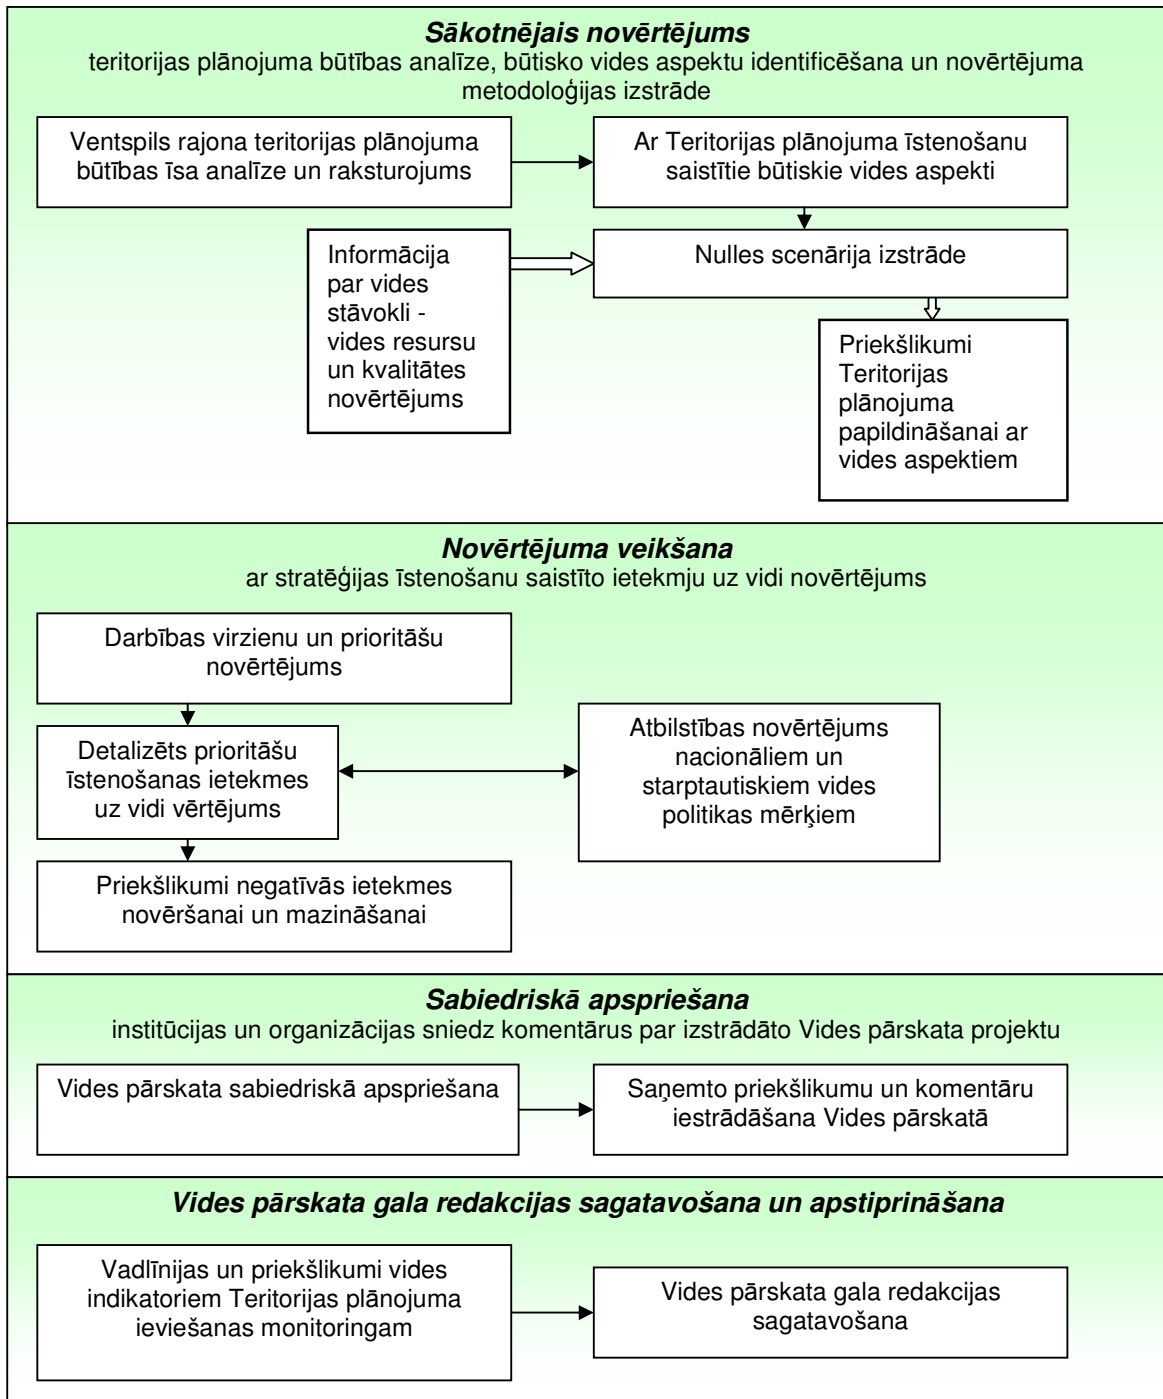 Sākotnējais novērtējums
teritorijas plānojuma būtības analīze, būtisko vides aspektu identificēšana un novērtējuma
metodoloģijas izstrāde
Ventspils rajona teritorijas plānojuma
būtības īsa analīze un raksturojums
Ar Teritorijas plānojuma īstenošanu
saistītie būtiskie vides aspekti
Informācija
par vides
stāvokli -
vides resursu
un kvalitātes
novērtējums
Nulles scenārija izstrāde
Priekšlikumi
Teritorijas
plānojuma
papildināšanai ar
vides aspektiem
Novērtējuma veikšana
ar stratēģijas īstenošanu saistīto ietekmju uz vidi novērtējums
Darbības virzienu un prioritāšu
novērtējums
Detalizēts prioritāšu
īstenošanas ietekmes
uz vidi vērtējums
Atbilstības novērtējums
nacionāliem un
starptautiskiem vides
politikas mērķiem
Priekšlikumi negatīvās ietekmes
novēršanai un mazināšanai
Sabiedriskā apspriešana
institūcijas un organizācijas sniedz komentārus par izstrādāto Vides pārskata projektu
Vides pārskata sabiedriskā apspriešana
Saņemto priekšlikumu un komentāru
iestrādāšana Vides pārskatā
Vides pārskata gala redakcijas sagatavošana un apstiprināšana
Vadlīnijas un priekšlikumi vides
indikatoriem Teritorijas plānojuma
ieviešanas monitoringam
Vides pārskata gala redakcijas
sagatavošana